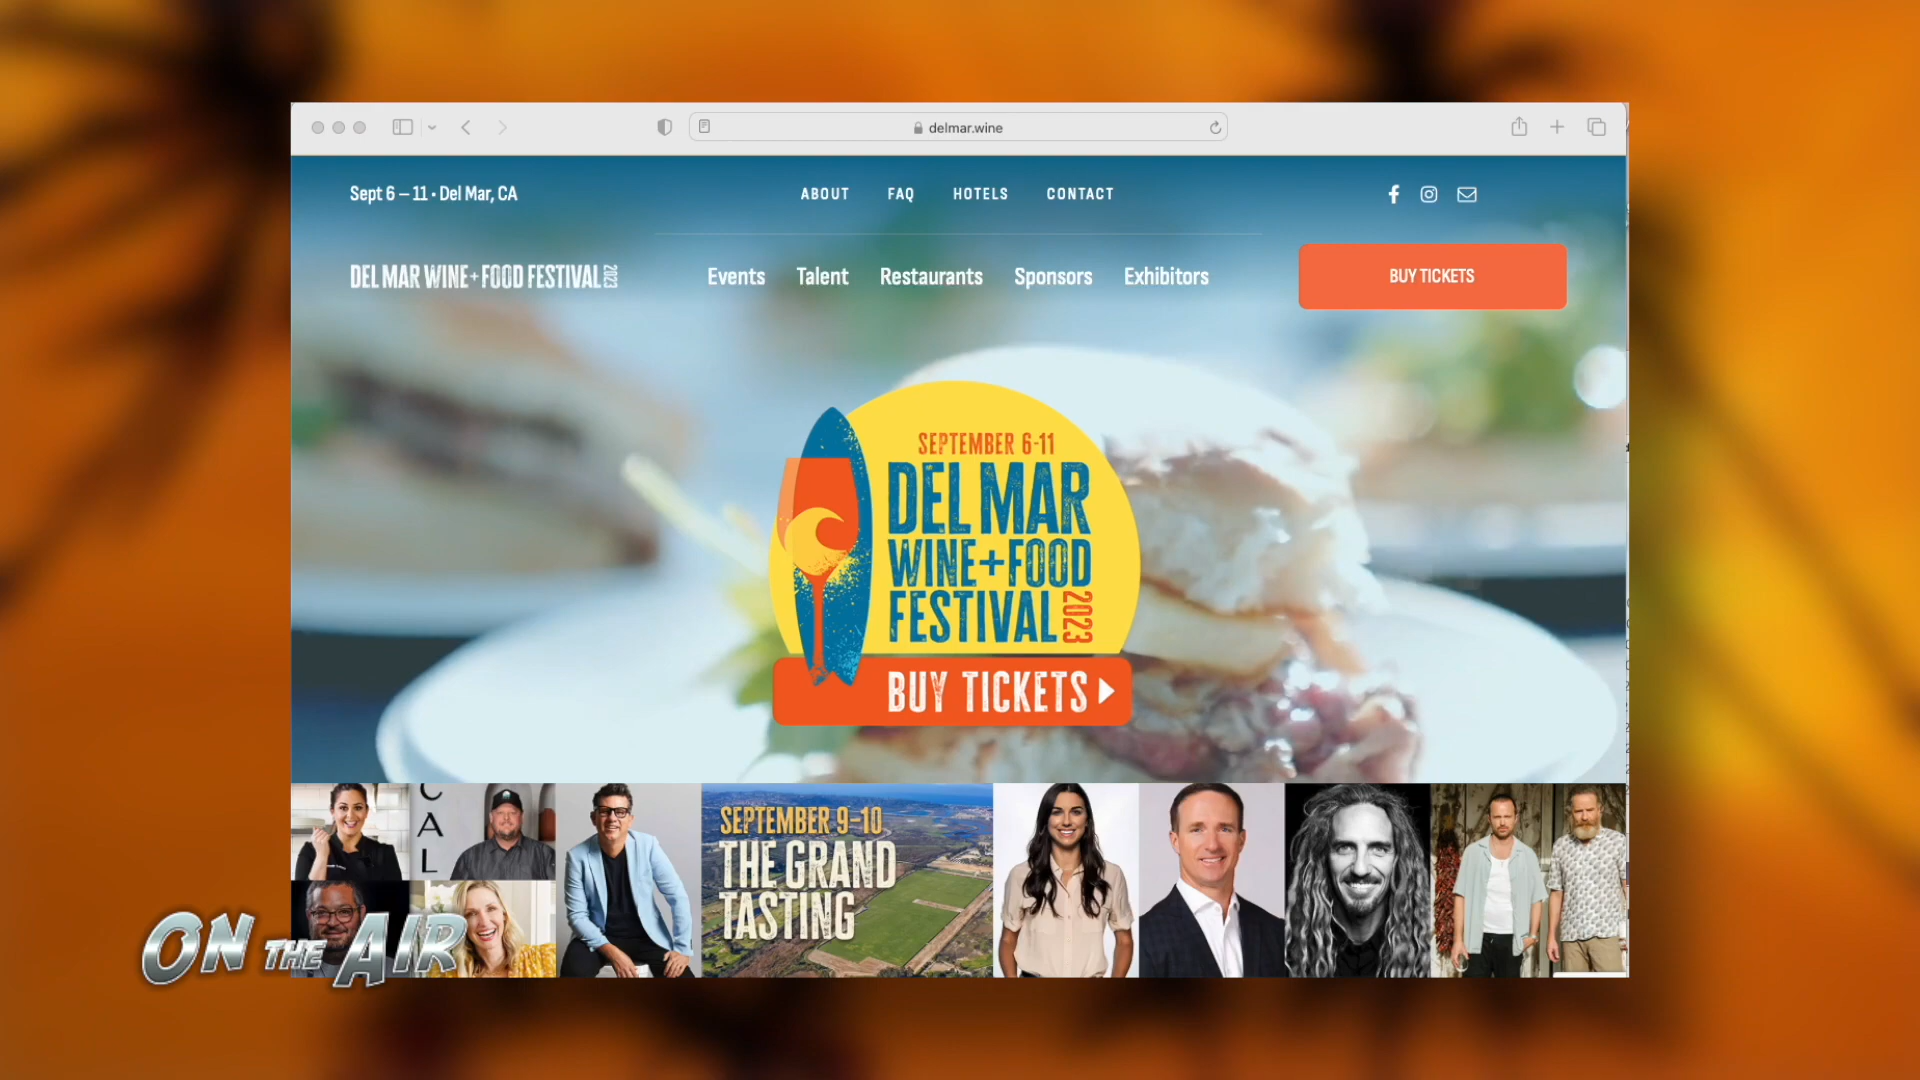 delmar.wine
Sept 6 – 11 • Del Mar, CA
ABOUT FAQ HOTELS CONTACT
DEL MAR WINE + FOOD FESTIVAL 2023
Events Talent Restaurants Sponsors Exhibitors
BUY TICKETS
SEPTEMBER 6-11
DEL MAR
WINE+FOOD
FESTIVAL 2023
BUY TICKETS
CAL
SEPTEMBER 9–10
THE GRAND
TASTING
ON THE AIR